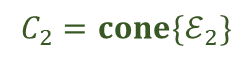 C₂ = cone{ℰ₂}